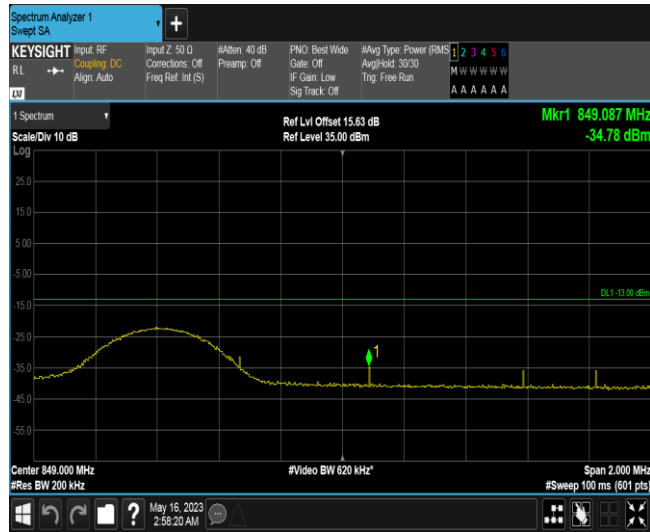 Spectrum Analyzer 1
Swept SA
+
KEYSIGHT
RL
LXI
Input: RF
Coupling: DC
Align: Auto
Input Z: 50 Ω
Corrections: Off
Freq Ref: Int (S)
#Atten: 40 dB
Preamp: Off
PNO: Best Wide
Gate: Off
IF Gain: Low
Sig Track: Off
#Avg Type: Power (RMS
Avg|Hold: 30/30
Trig: Free Run
1 2 3 4 5 6
M W W W W W
A A A A A A
1 Spectrum
Scale/Div 10 dB
Ref Lvl Offset 15.63 dB
Ref Level 35.00 dBm
Mkr1 849.087 MHz
-34.78 dBm
Log
25.0
15.0
5.00
-5.00
DL1 -13.00 dBm
-15.0
-25.0
1
-35.0
-45.0
-55.0
Center 849.000 MHz
#Res BW 200 kHz
#Video BW 620 kHz*
Span 2.000 MHz
#Sweep 100 ms (601 pts)
?
May 16, 2023
2:58:20 AM